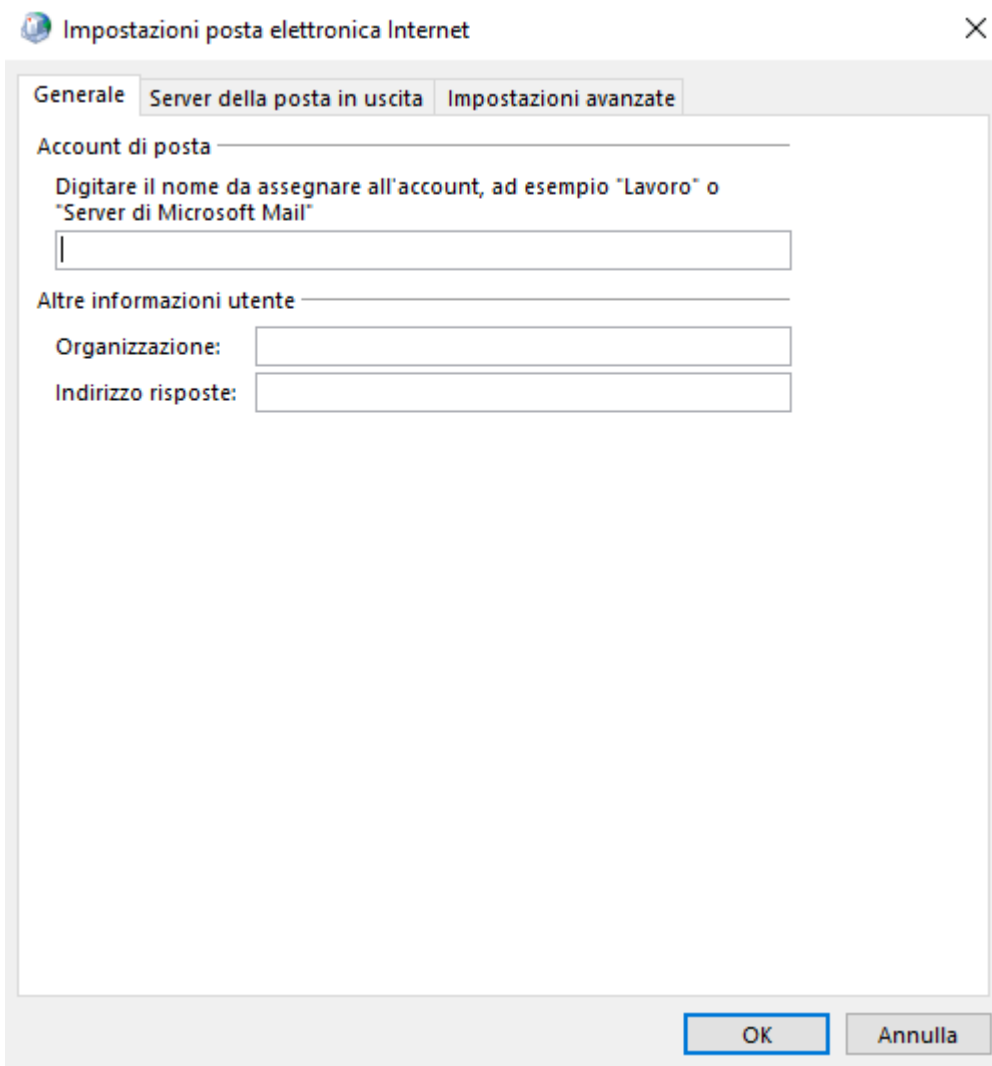 Impostazioni posta elettronica Internet
Generale
Server della posta in uscita
Impostazioni avanzate
Account di posta
Digitare il nome da assegnare all'account, ad esempio "Lavoro" o
"Server di Microsoft Mail"
Altre informazioni utente
Organizzazione:
Indirizzo risposte:
OK
Annulla